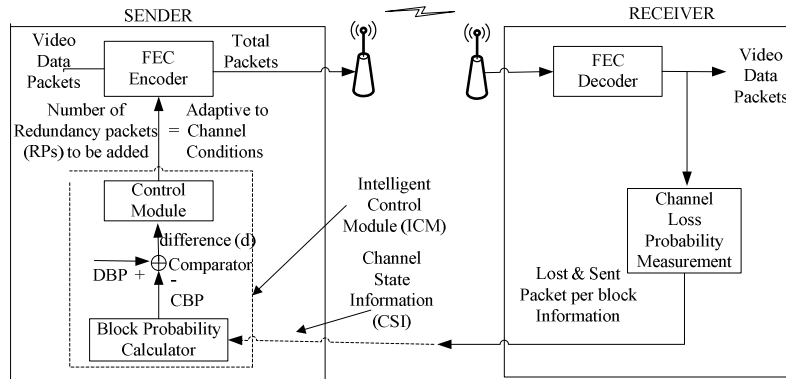 SENDER
RECEIVER
Video
Data
Packets
FEC
Encoder
Total
Packets
FEC
Decoder
Video
Data
Packets
Number of
Redundancy packets
(RPs) to be added
=
Adaptive to
Channel
Conditions
Control
Module
difference (d)
DBP +
Comparator
-
CBP
Block Probability
Calculator
Intelligent
Control
Module (ICM)
Channel
State
Information
(CSI)
Channel
Loss
Probability
Measurement
Lost & Sent
Packet per block
Information